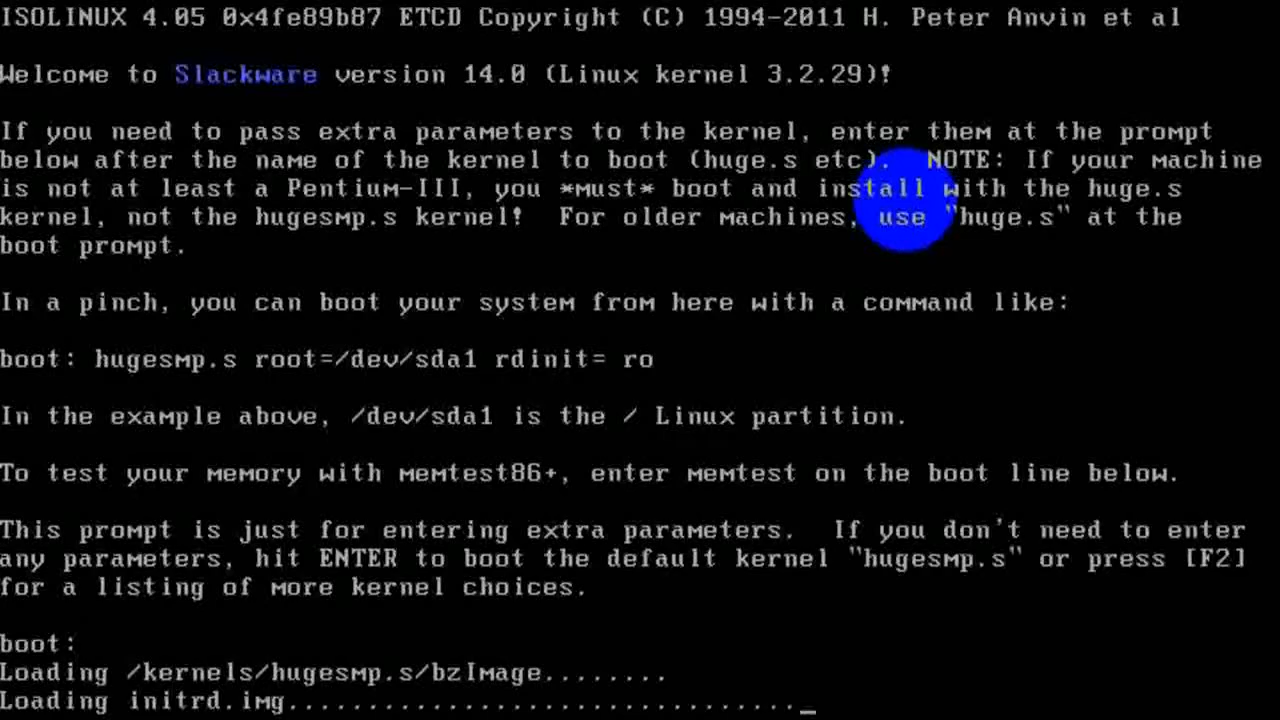 ISOLINUX 4.05 0x4fe89b87 ETCD Copyright (C) 1994-2011 H. Peter Anvin et al
Welcome to Slackware version 14.0 (Linux kernel 3.2.29)!
If you need to pass extra parameters to the kernel, enter them at the prompt
below after the name of the kernel to boot (huge.s etc).  NOTE: If your machine
is not at least a Pentium-III, you *must* boot and install with the huge.s
kernel, not the hugesmp.s kernel!  For older machines, use "huge.s" at the
boot prompt.
In a pinch, you can boot your system from here with a command like:
boot: hugesmp.s root=/dev/sda1 rdinit= ro
In the example above, /dev/sda1 is the / Linux partition.
To test your memory with memtest86+, enter memtest on the boot line below.
This prompt is just for entering extra parameters.  If you don't need to enter
any parameters, hit ENTER to boot the default kernel "hugesmp.s" or press [F2]
for a listing of more kernel choices.
boot:
Loading /kernels/hugesmp.s/bzImage........
Loading initrd.img................................_